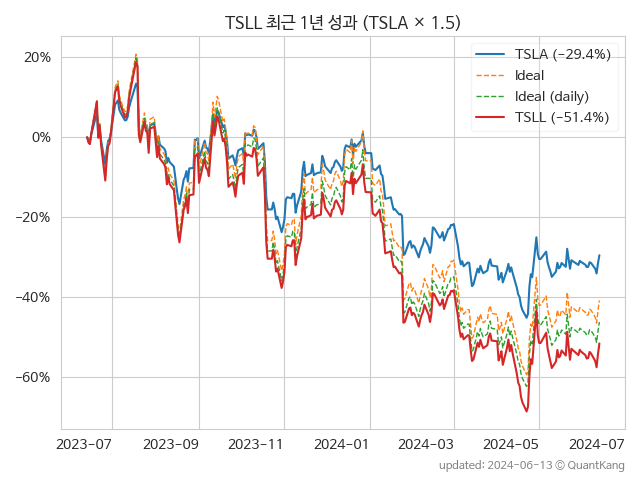 TSLL 최근 1년 성과 (TSLA × 1.5)
TSLA (−29.4%)
Ideal
Ideal (daily)
TSLL (−51.4%)
20%
0%
−20%
−40%
−60%
2023-07
2023-09
2023-11
2024-01
2024-03
2024-05
2024-07
updated: 2024-06-13 © QuantKang